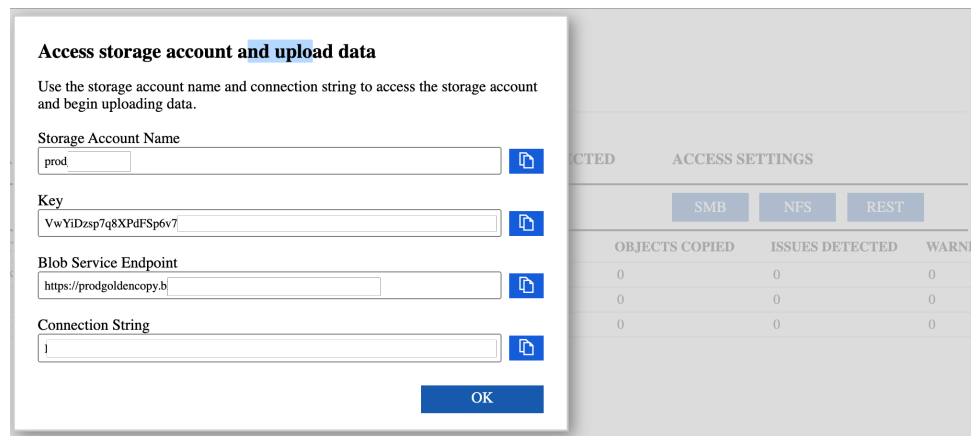 Access storage account and upload data
Use the storage account name and connection string to access the storage account
and begin uploading data.
Storage Account Name
prod
Key
VwYiDzsp7q8XPdFSp6v7
Blob Service Endpoint
https://prodgoldencopy.b
Connection String
OK
CTED ACCESS SETTINGS
SMB NFS REST
OBJECTS COPIED ISSUES DETECTED WARNI
0 0 0
0 0 0
0 0 0